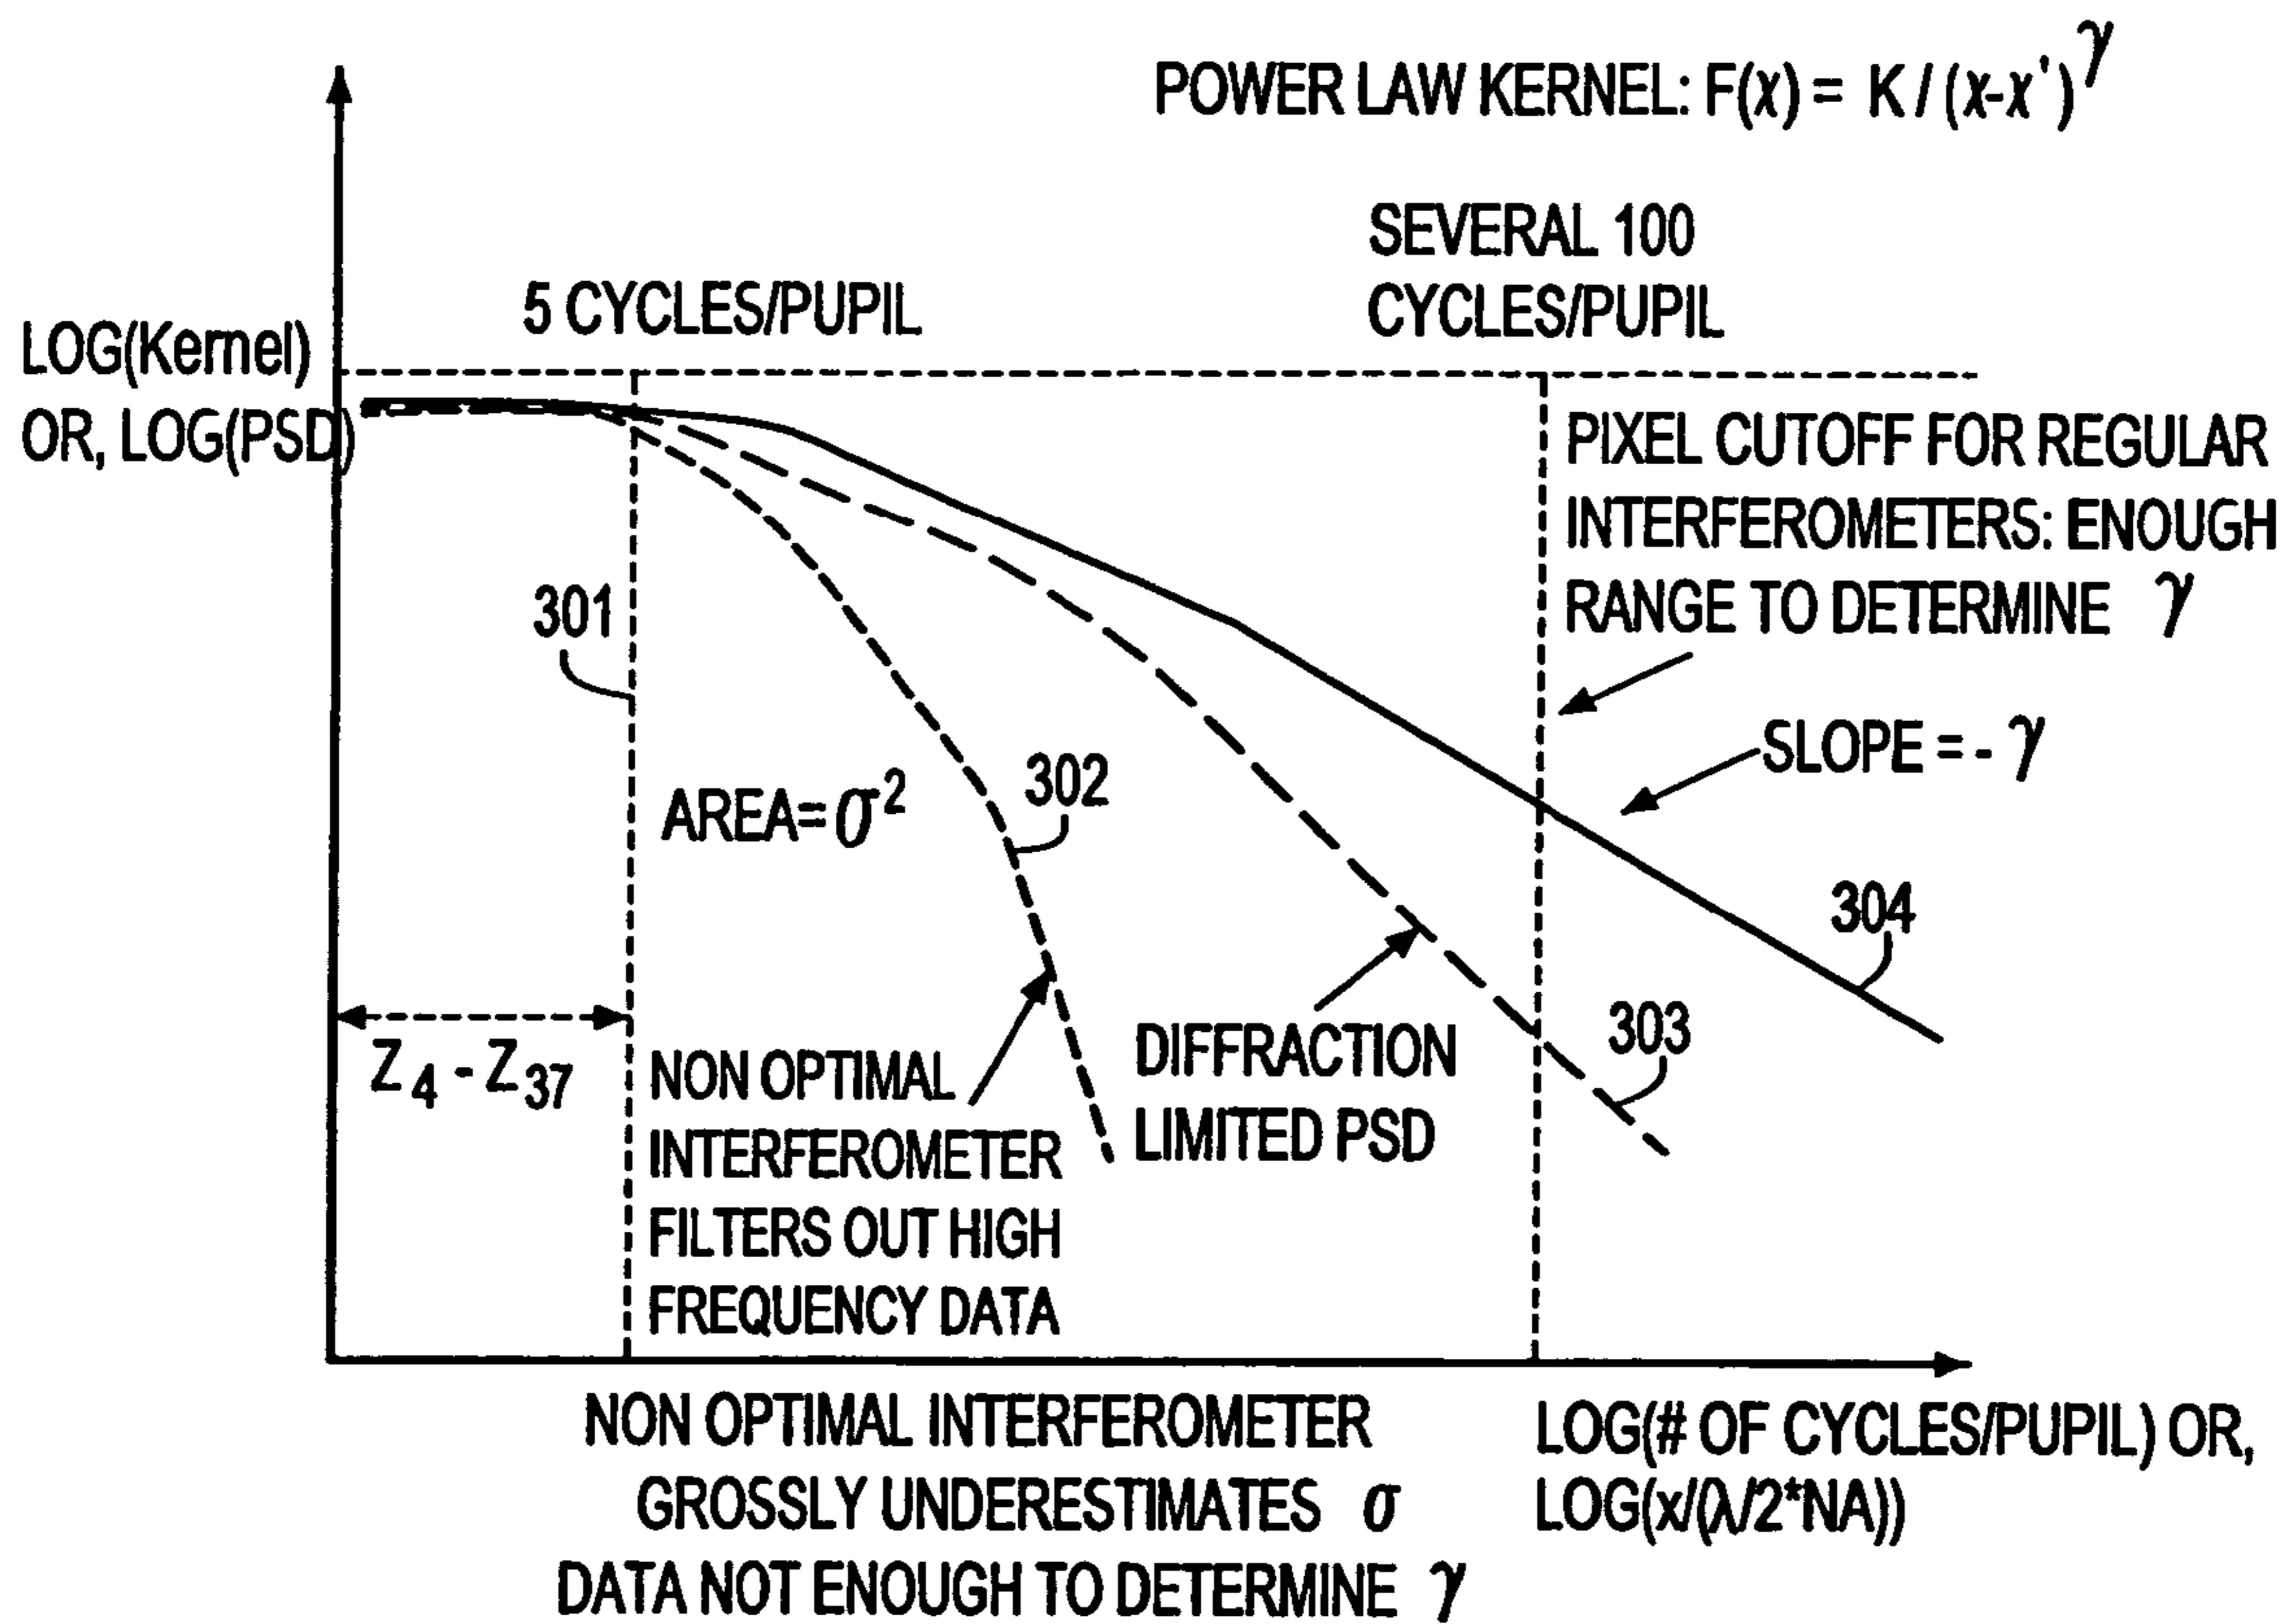 POWER LAW KERNEL: F(χ) = K / (χ-χ')^γ
SEVERAL 100
CYCLES/PUPIL
5 CYCLES/PUPIL
LOG(Kernel)
OR, LOG(PSD)
PIXEL CUTOFF FOR REGULAR
INTERFEROMETERS: ENOUGH
RANGE TO DETERMINE γ
301
SLOPE = - γ
302
AREA= σ²
304
303
Z₄ - Z₃₇
NON OPTIMAL
INTERFEROMETER
FILTERS OUT HIGH
FREQUENCY DATA
DIFFRACTION
LIMITED PSD
NON OPTIMAL INTERFEROMETER
GROSSLY UNDERESTIMATES σ
DATA NOT ENOUGH TO DETERMINE γ
LOG(# OF CYCLES/PUPIL) OR,
LOG(x/(λ/2*NA))